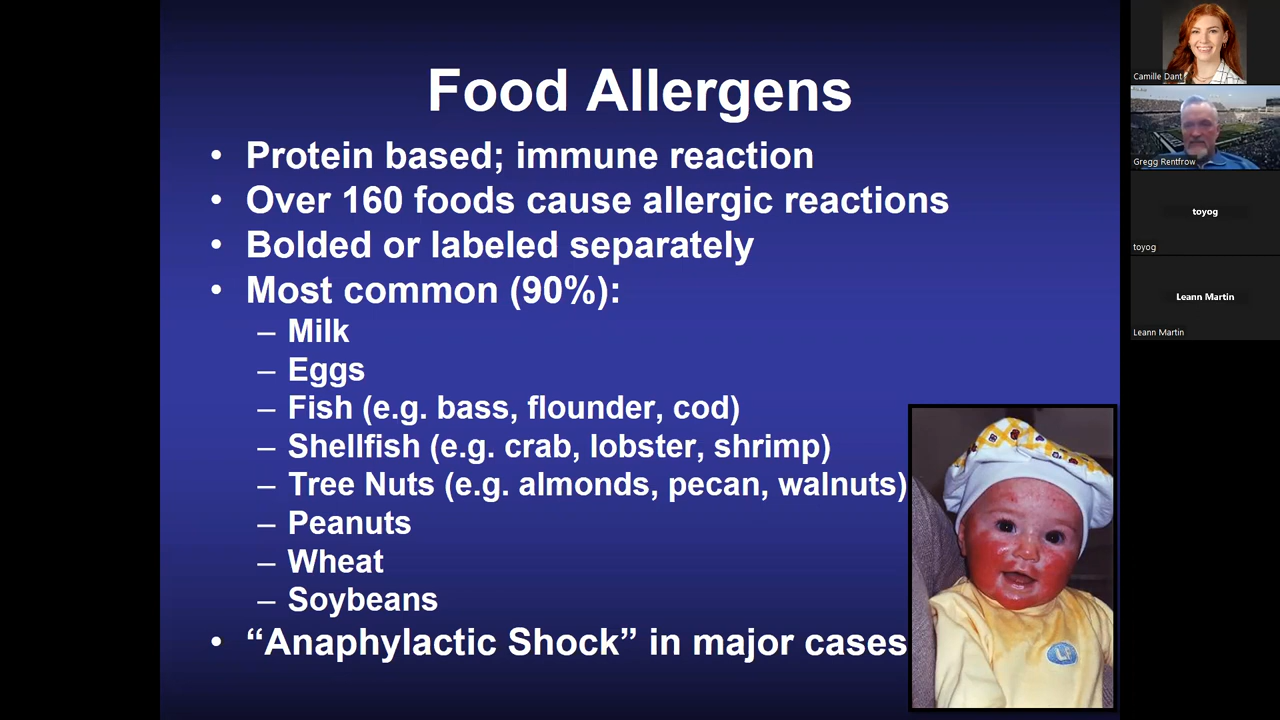 Food Allergens
• Protein based; immune reaction
• Over 160 foods cause allergic reactions
• Bolded or labeled separately
• Most common (90%):
– Milk
– Eggs
– Fish (e.g. bass, flounder, cod)
– Shellfish (e.g. crab, lobster, shrimp)
– Tree Nuts (e.g. almonds, pecan, walnuts)
– Peanuts
– Wheat
– Soybeans
• “Anaphylactic Shock” in major cases
Camille Dant
Gregg Rentfrow
toyog
toyog
Leann Martin
Leann Martin